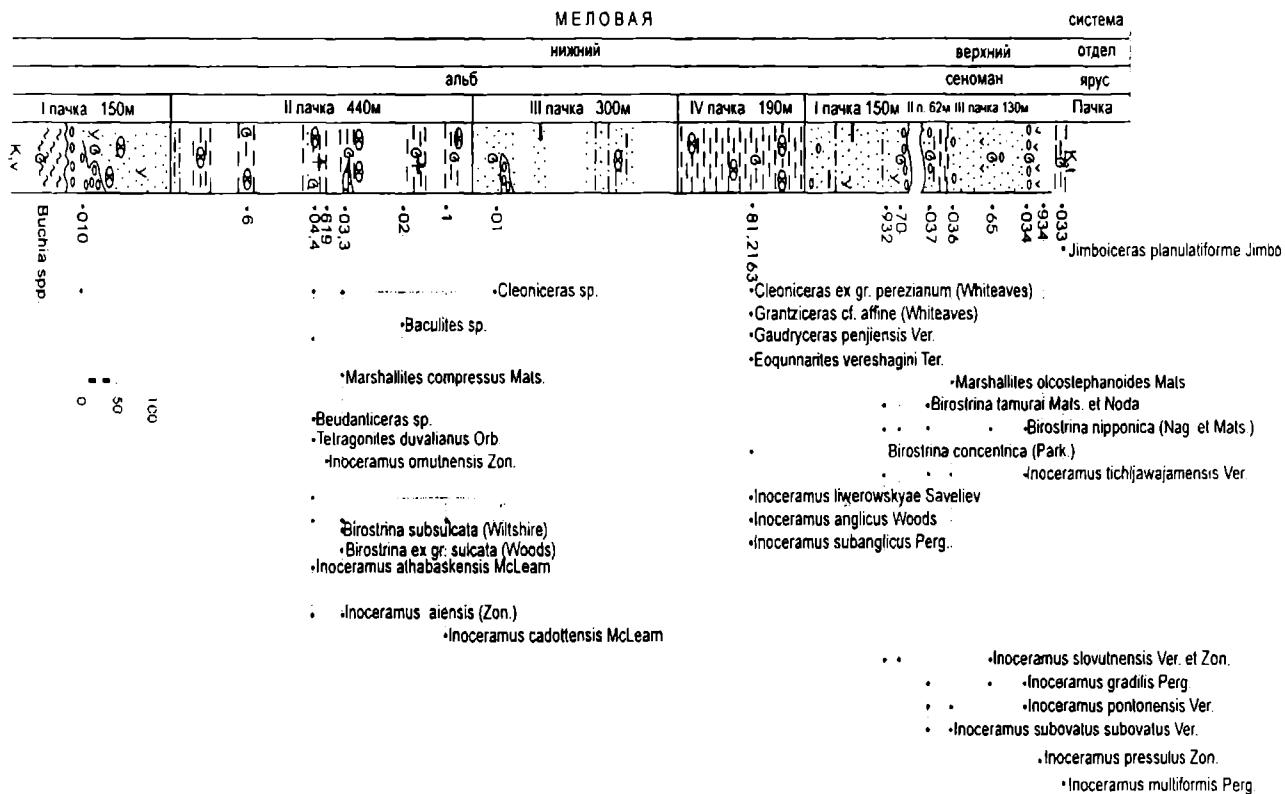 МЕЛОВАЯ система
нижний верхний отдел
альб сеноман ярус
I пачка 150м II пачка 440м III пачка 300м IV пачка 190м I пачка 150м II п. 62м III пачка 130м Пачка
K₁v K₂t
Buchia spp.
•010 •6 •04,4 •619 •03,3 •02 •1 •01 •81,2163 •932 •70 •037 •036 •65 •034 •934 •033
•Jimboiceras planulatiforme Jimbo
•Cleoniceras sp. •Cleoniceras ex gr. perezianum (Whiteaves)
•Grantziceras cf. affine (Whiteaves)
•Baculites sp. •Gaudryceras penjiensis Ver.
•Eoqunnarites vereshagini Ter.
•Marshallites compressus Mats. •Marshallites olcostephanoides Mats
0 50 100
•Birostrina tamurai Mats. et Noda
•Beudanticeras sp. •Birostrina nipponica (Nag et Mats.)
•Tetragonites duvalianus Orb. Birostrina concentrica (Park.)
•Inoceramus omutnensis Zon. •Inoceramus tichljawajamensis Ver.
•Inoceramus liwerowskyae Saveliev
•Birostrina subsulcata (Wiltshire) •Inoceramus anglicus Woods
•Birostrina ex gr. sulcata (Woods) •Inoceramus subanglicus Perg..
•Inoceramus athabaskensis McLearn
•Inoceramus aiensis (Zon.)
•Inoceramus cadottensis McLearn
•Inoceramus slovutnensis Ver. et Zon.
•Inoceramus gradilis Perg
•Inoceramus pontonensis Ver.
•Inoceramus subovatus subovatus Ver.
•Inoceramus pressulus Zon.
•Inoceramus multiformis Perg.